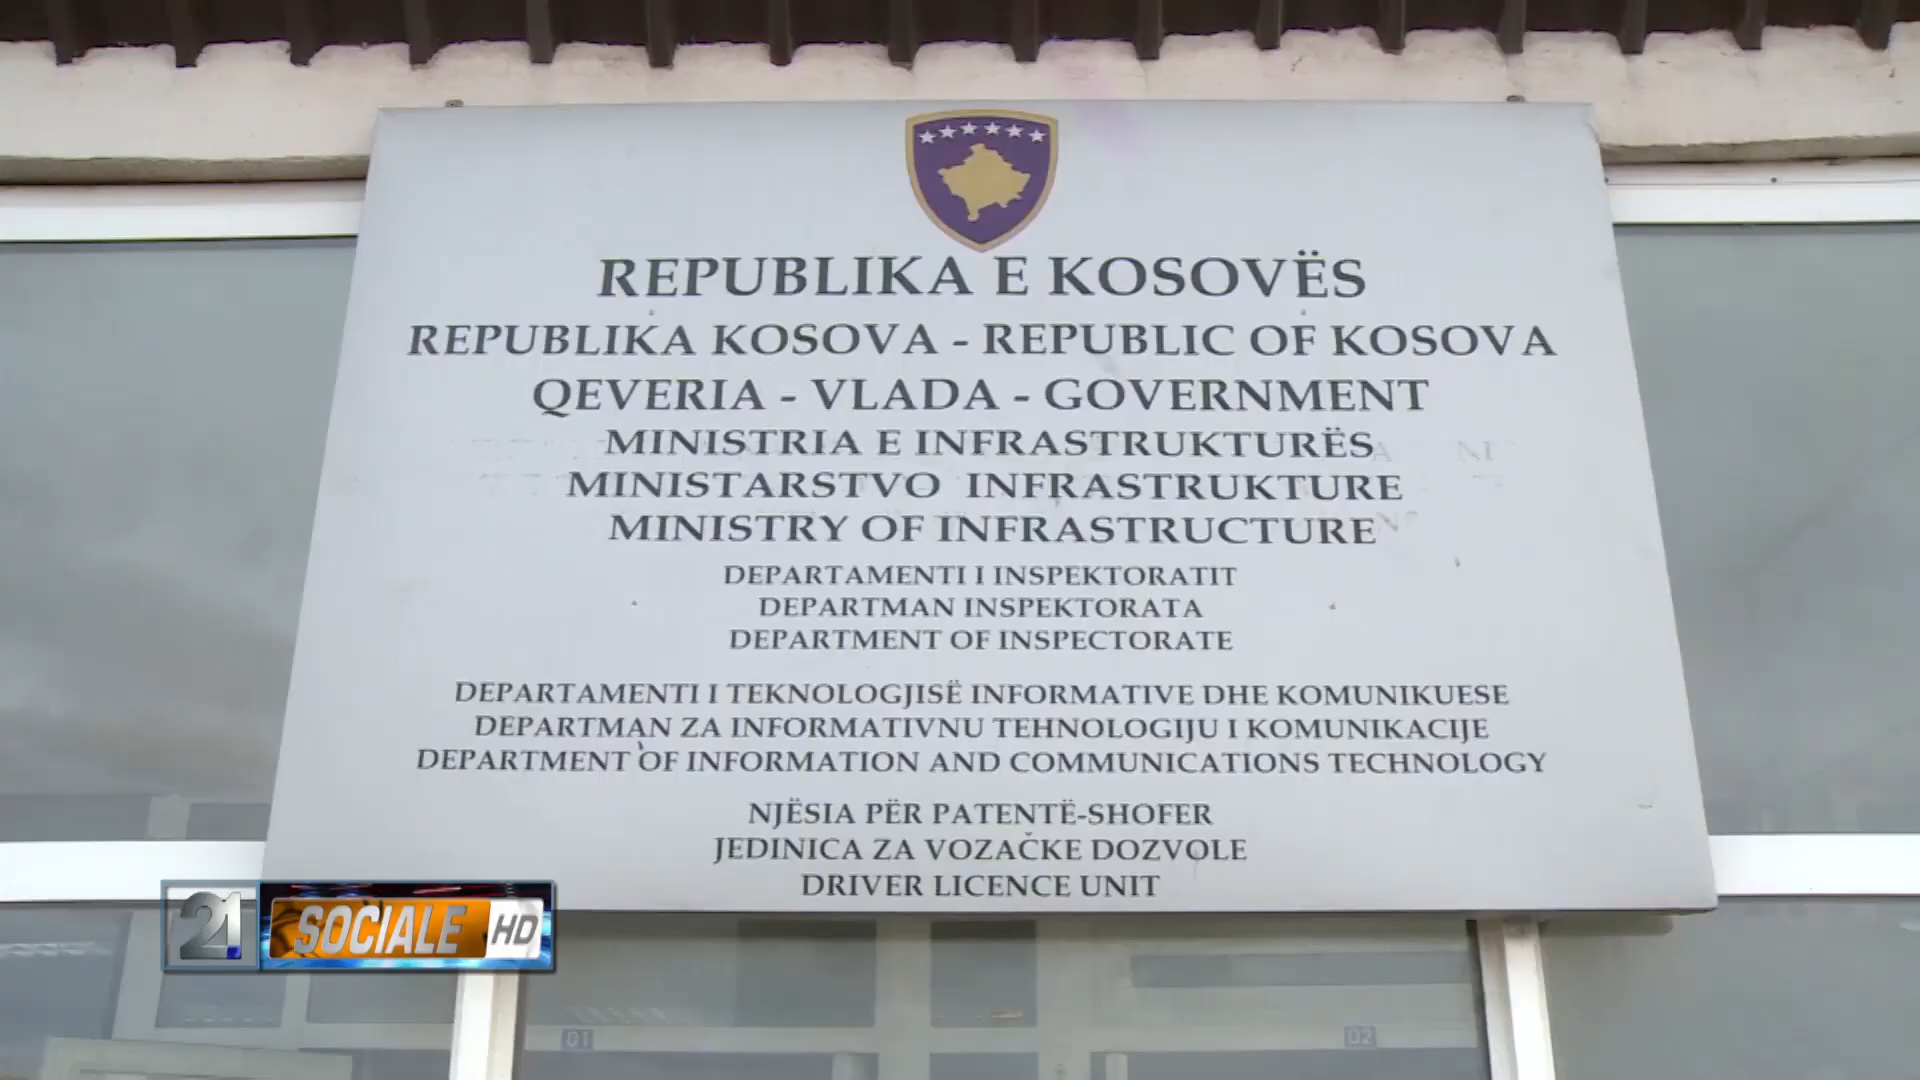 REPUBLIKA E KOSOVËS
REPUBLIKA KOSOVA - REPUBLIC OF KOSOVA
QEVERIA - VLADA - GOVERNMENT
MINISTRIA E INFRASTRUKTURËS
MINISTARSTVO INFRASTRUKTURE
MINISTRY OF INFRASTRUCTURE
DEPARTAMENTI I INSPEKTORATIT
DEPARTMAN INSPEKTORATA
DEPARTMENT OF INSPECTORATE
DEPARTAMENTI I TEKNOLOGJISË INFORMATIVE DHE KOMUNIKUESE
DEPARTMAN ZA INFORMATIVNU TEHNOLOGIJU I KOMUNIKACIJE
DEPARTMENT OF INFORMATION AND COMMUNICATIONS TECHNOLOGY
NJËSIA PËR PATENTË-SHOFER
JEDINICA ZA VOZAČKE DOZVOLE
DRIVER LICENCE UNIT
21 SOCIALE HD
01
02